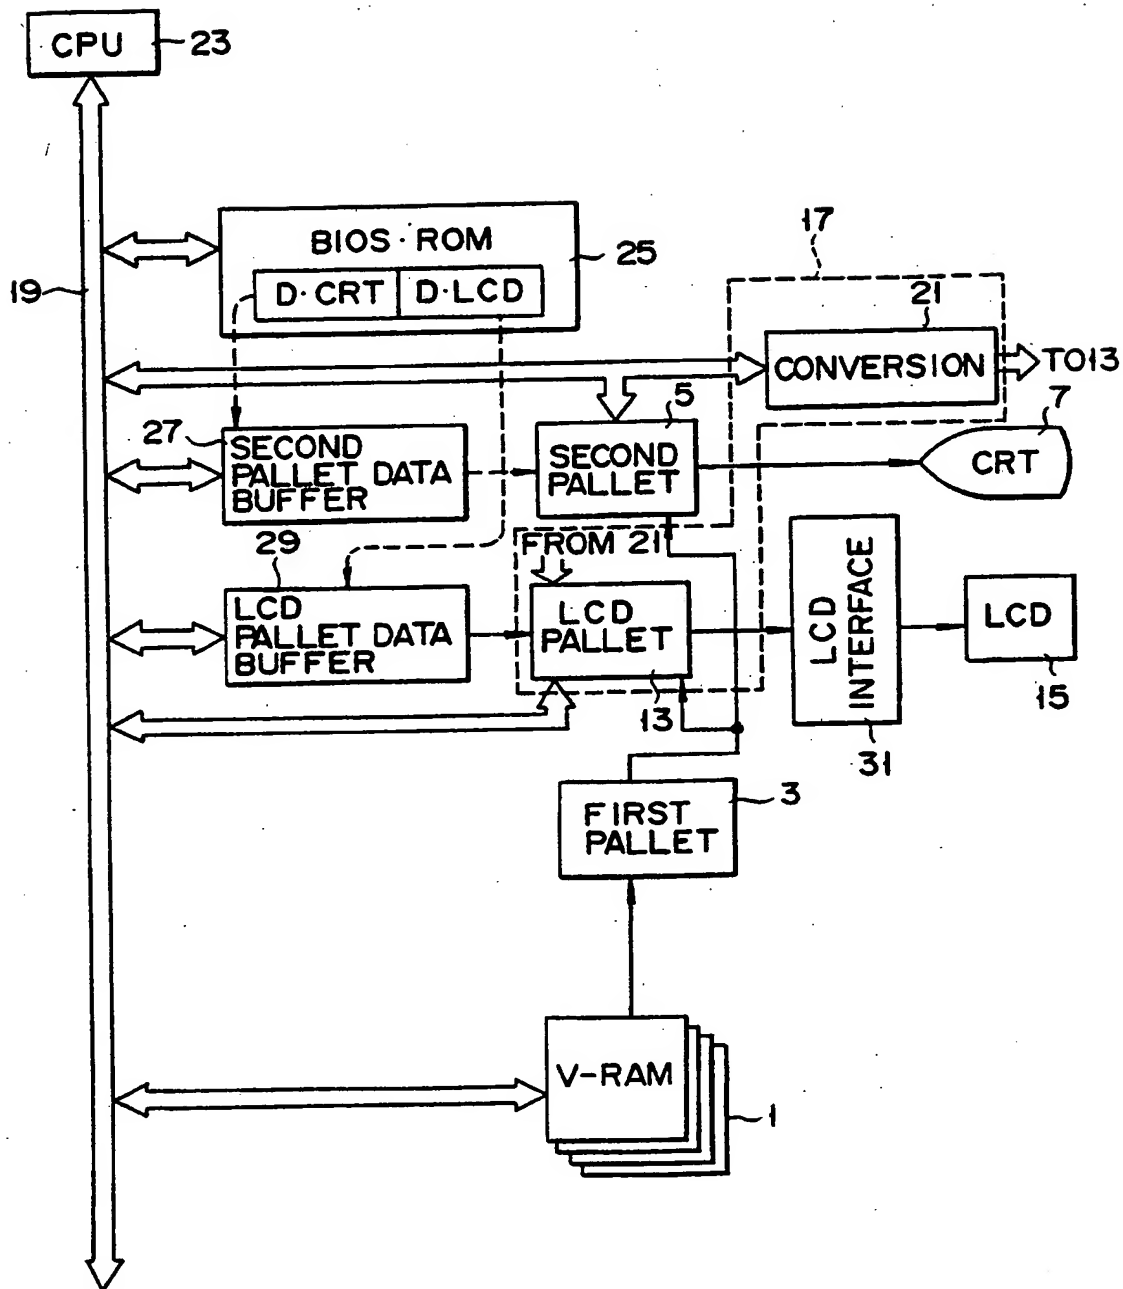 CPU
23
BIOS·ROM
25
D·CRT
D·LCD
19
17
21
CONVERSION
TO13
5
7
27
SECOND
PALLET DATA
BUFFER
SECOND
PALLET
CRT
29
FROM 21
LCD
PALLET DATA
BUFFER
LCD
PALLET
LCD
INTERFACE
LCD
13
15
31
3
FIRST
PALLET
V-RAM
1